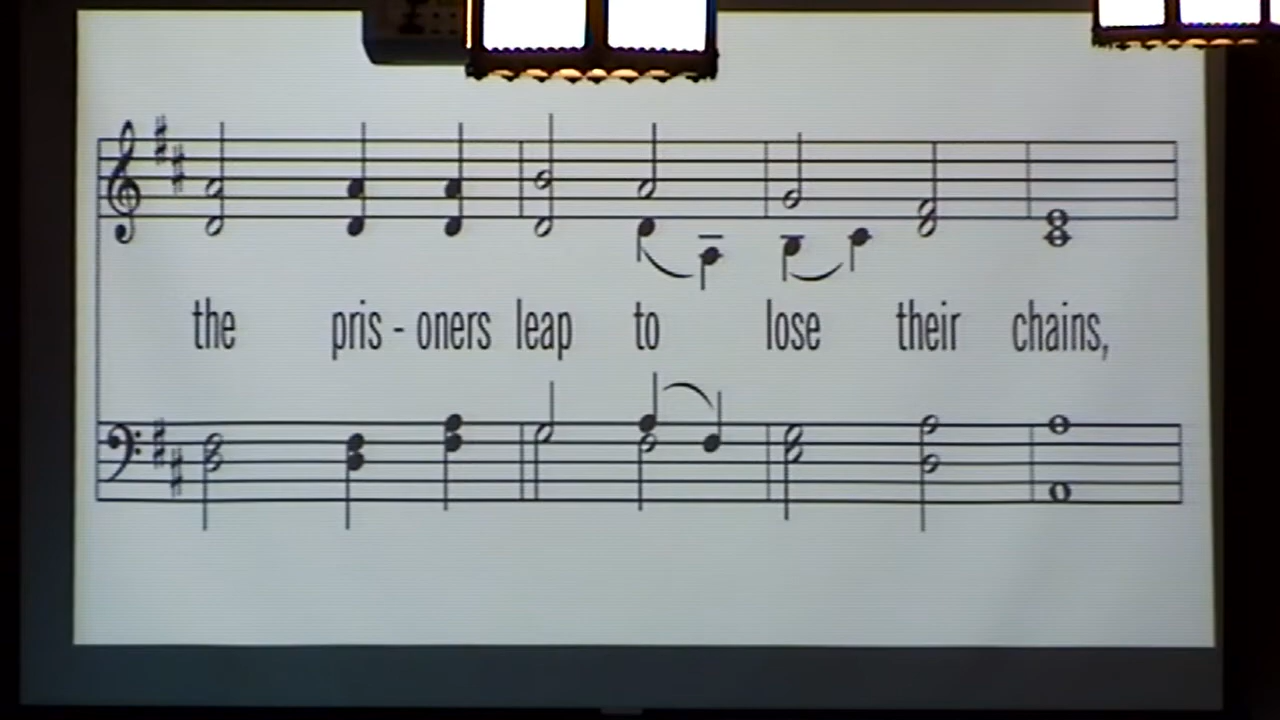 the pris - oners leap to lose their chains,